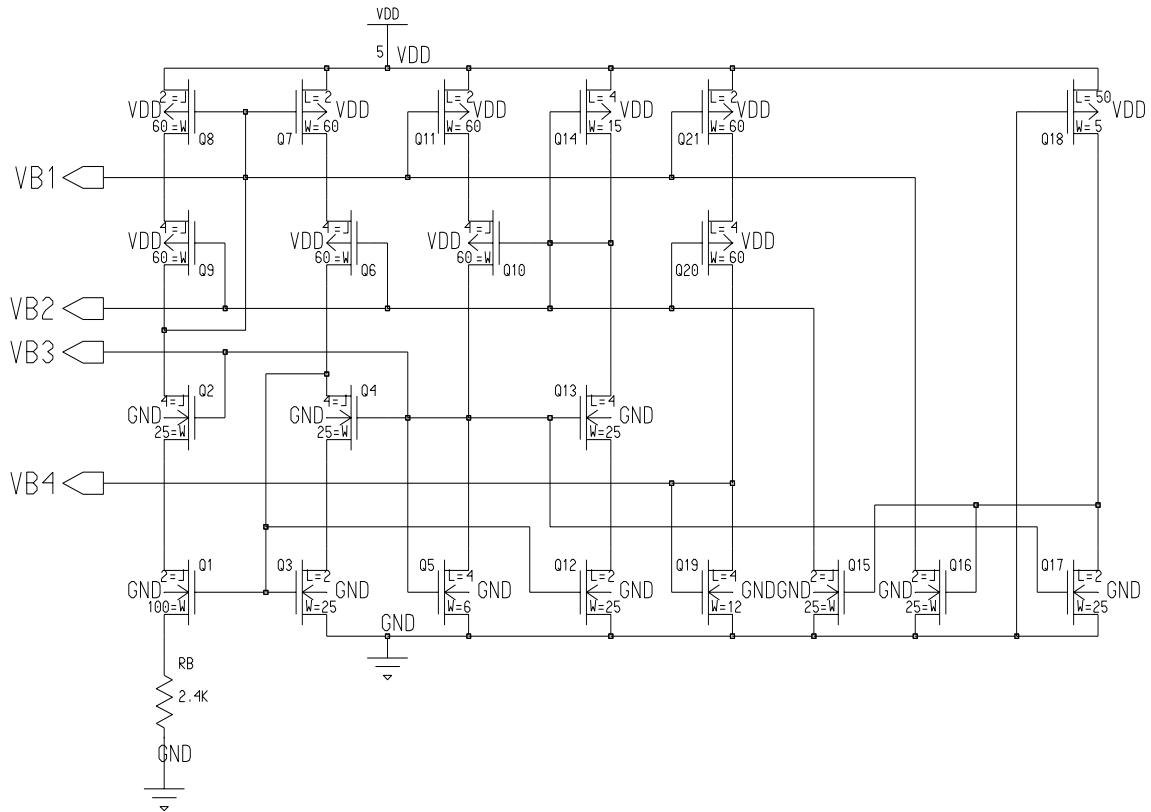 VDD
5 VDD
2=L L=2 L=2 L=4 L=2 L=50
VDD VDD VDD VDD VDD VDD
60=W W=60 W=60 W=15 W=60 W=5
Q8 Q7 Q11 Q14 Q21 Q18
VB1
4=L 4=L 4=L L=4
VDD VDD VDD VDD
60=W 60=W 60=W W=60
Q9 Q6 Q10 Q20
VB2
VB3
Q2 Q4 Q13
4=L 4=L L=4
GND GND GND
25=W 25=W W=25
VB4
Q1 Q3 Q5 Q12 Q19 Q15 Q16 Q17
2=L L=2 L=4 L=2 L=4 2=L 2=L L=2
GND GND GND GND GND GND GND GND
100=W W=25 W=6 W=25 W=12 25=W 25=W W=25
GND
RB
2.4K
GND